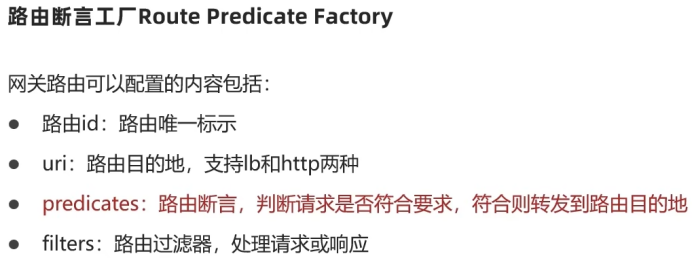 路由断言工厂Route Predicate Factory
网关路由可以配置的内容包括：
● 路由id：路由唯一标示
● uri：路由目的地，支持lb和http两种
● predicates：路由断言，判断请求是否符合要求，符合则转发到路由目的地
● filters：路由过滤器，处理请求或响应